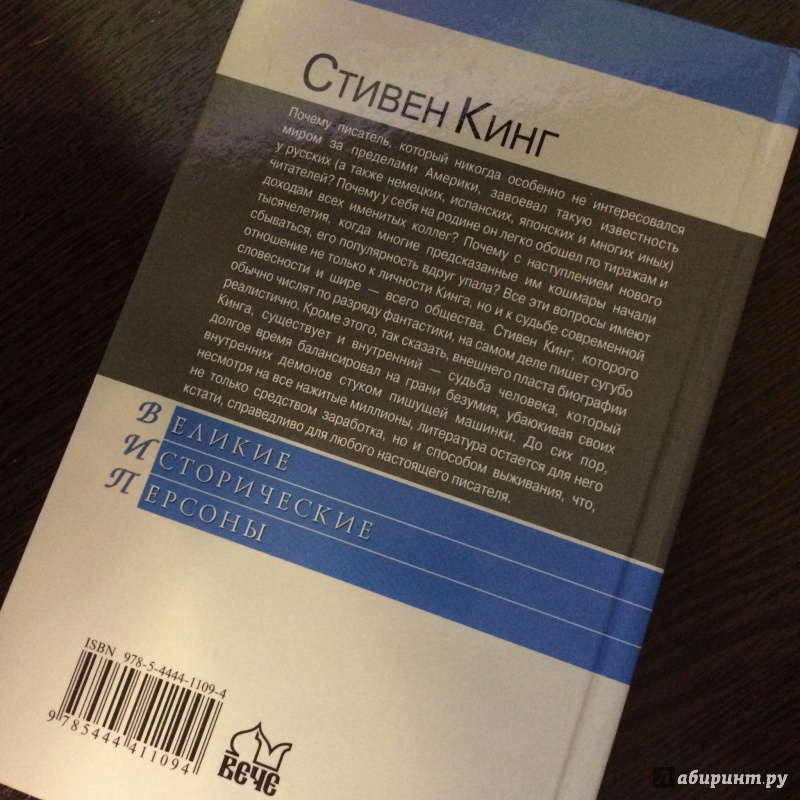 Стивен Кинг
Почему писатель, который никогда особенно не интересовался
миром за пределами Америки, завоевал такую известность
у русских (а также немецких, испанских, японских и многих иных)
читателей? Почему у себя на родине он легко обошел по тиражам и
доходам всех именитых коллег? Почему с наступлением нового
тысячелетия, когда многие предсказанные им кошмары начали
сбываться, его популярность вдруг упала? Все эти вопросы имеют
отношение не только к личности Кинга, но и к судьбе современной
словесности и шире — всего общества. Стивен Кинг, которого
обычно числят по разряду фантастики, на самом деле пишет сугубо
реалистично. Кроме этого, так сказать, внешнего пласта биографии
Кинга, существует и внутренний — судьба человека, который
долгое время балансировал на грани безумия, убаюкивая своих
внутренних демонов стуком пишущей машинки. До сих пор,
несмотря на все нажитые миллионы, литература остается для него
не только средством заработка, но и способом выживания, что,
кстати, справедливо для любого настоящего писателя.
Великие
Исторические
Персоны
ISBN 978-5-4444-1109-4
9 785444 411094
Вече
Лабиринт.ру